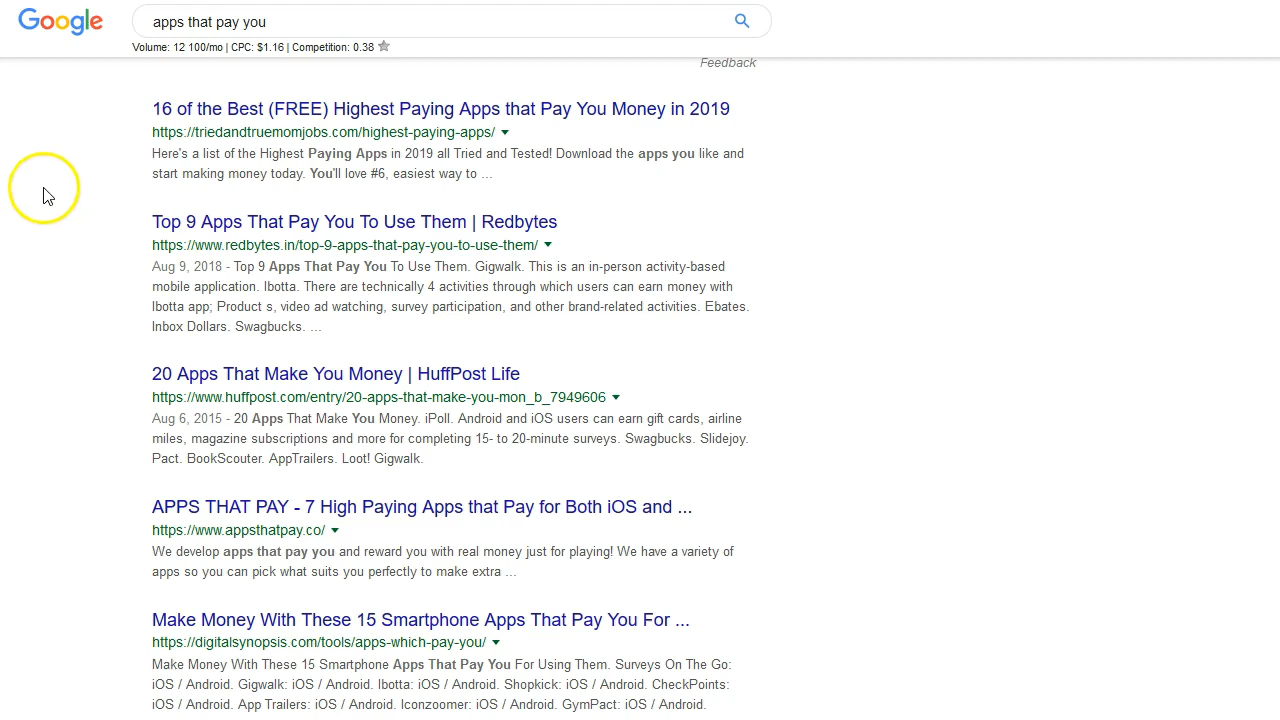 Google
apps that pay you
Volume: 12 100/mo | CPC: $1.16 | Competition: 0.38
Feedback
16 of the Best (FREE) Highest Paying Apps that Pay You Money in 2019
https://triedandtruemomjobs.com/highest-paying-apps/
Here's a list of the Highest Paying Apps in 2019 all Tried and Tested! Download the apps you like and
start making money today. You'll love #6, easiest way to ...
Top 9 Apps That Pay You To Use Them | Redbytes
https://www.redbytes.in/top-9-apps-that-pay-you-to-use-them/
Aug 9, 2018 - Top 9 Apps That Pay You To Use Them. Gigwalk. This is an in-person activity-based
mobile application. Ibotta. There are technically 4 activities through which users can earn money with
Ibotta app; Product s, video ad watching, survey participation, and other brand-related activities. Ebates.
Inbox Dollars. Swagbucks. ...
20 Apps That Make You Money | HuffPost Life
https://www.huffpost.com/entry/20-apps-that-make-you-mon_b_7949606
Aug 6, 2015 - 20 Apps That Make You Money. iPoll. Android and iOS users can earn gift cards, airline
miles, magazine subscriptions and more for completing 15- to 20-minute surveys. Swagbucks. Slidejoy.
Pact. BookScouter. AppTrailers. Loot! Gigwalk.
APPS THAT PAY - 7 High Paying Apps that Pay for Both iOS and ...
https://www.appsthatpay.co/
We develop apps that pay you and reward you with real money just for playing! We have a variety of
apps so you can pick what suits you perfectly to make extra ...
Make Money With These 15 Smartphone Apps That Pay You For ...
https://digitalsynopsis.com/tools/apps-which-pay-you/
Make Money With These 15 Smartphone Apps That Pay You For Using Them. Surveys On The Go:
iOS / Android. Gigwalk: iOS / Android. Ibotta: iOS / Android. Shopkick: iOS / Android. CheckPoints:
iOS / Android. App Trailers: iOS / Android. Iconzoomer: iOS / Android. GymPact: iOS / Android.